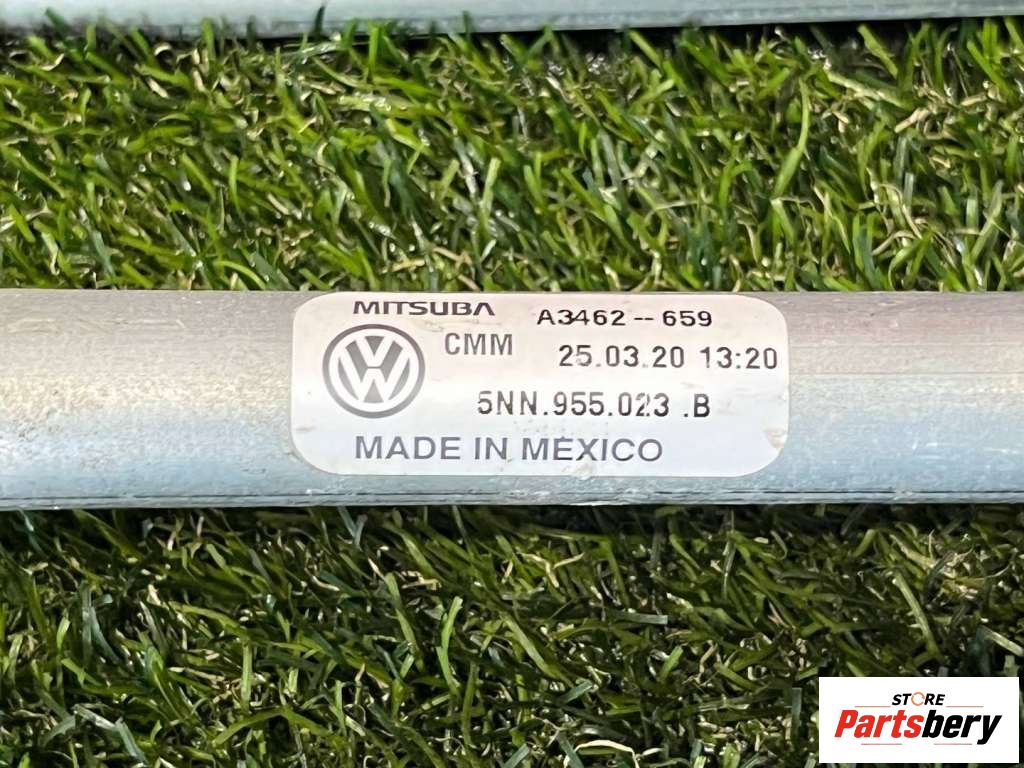 MITSUBA A3462--659
CMM 25.03.20 13:20
5NN.955.023 .B
MADE IN MEXICO
STORE
Partsbery